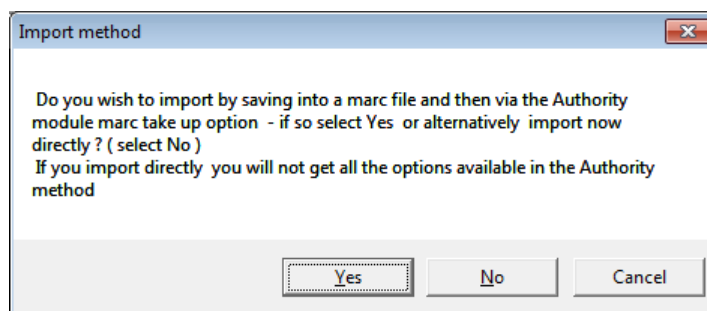 Import method
Do you wish to import by saving into a marc file and then via the Authority
module marc take up option  - if so select Yes  or alternatively  import now
directly ? ( select No )
If you import directly  you will not get all the options available in the Authority
method
Yes
No
Cancel